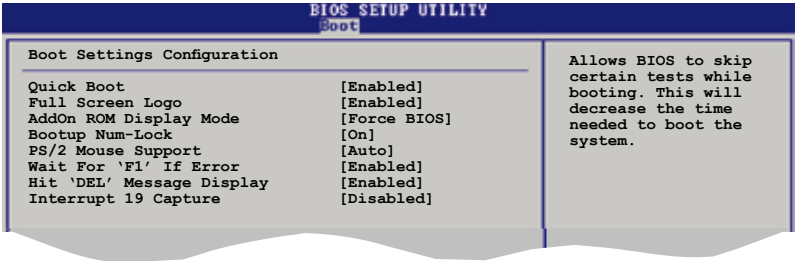 BIOS SETUP UTILITY
Boot
Boot Settings Configuration
Quick Boot [Enabled]
Full Screen Logo [Enabled]
AddOn ROM Display Mode [Force BIOS]
Bootup Num-Lock [On]
PS/2 Mouse Support [Auto]
Wait For ‘F1’ If Error [Enabled]
Hit ‘DEL’ Message Display [Enabled]
Interrupt 19 Capture [Disabled]
Allows BIOS to skip
certain tests while
booting. This will
decrease the time
needed to boot the
system.